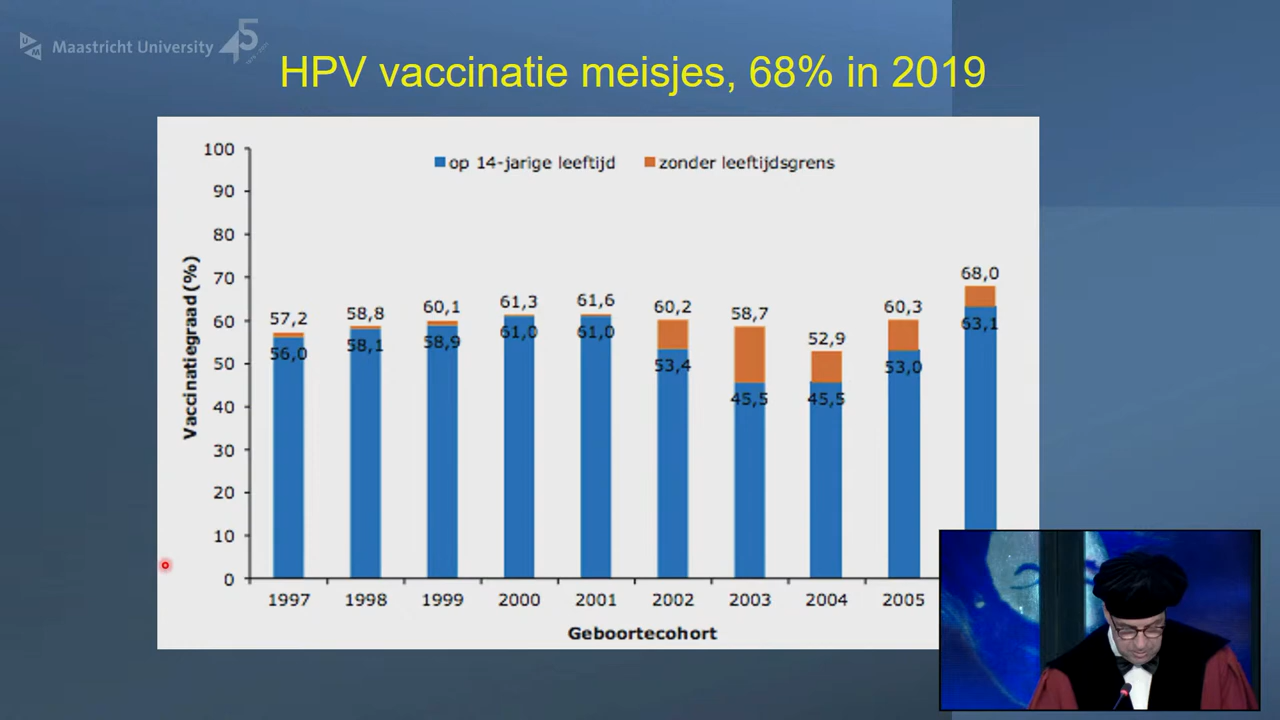 Maastricht University 45
HPV vaccinatie meisjes, 68% in 2019
op 14-jarige leeftijd zonder leeftijdsgrens
Vaccinatiegraad (%)
100
90
80
70
60
50
40
30
20
10
0
57,2 58,8 60,1 61,3 61,6 60,2 58,7 52,9 60,3 68,0
56,0 58,1 58,9 61,0 61,0 53,4 45,5 45,5 53,0 63,1
1997 1998 1999 2000 2001 2002 2003 2004 2005
Geboortecohort